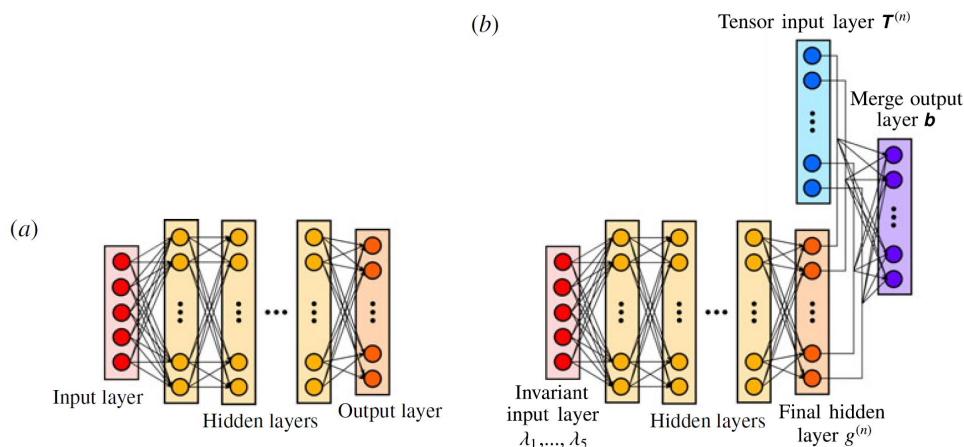 (a)
Input layer
Hidden layers
Output layer
(b)
Tensor input layer T⁽ⁿ⁾
Merge output
layer b
Invariant
input layer
λ₁,..., λ₅
Hidden layers
Final hidden
layer g⁽ⁿ⁾